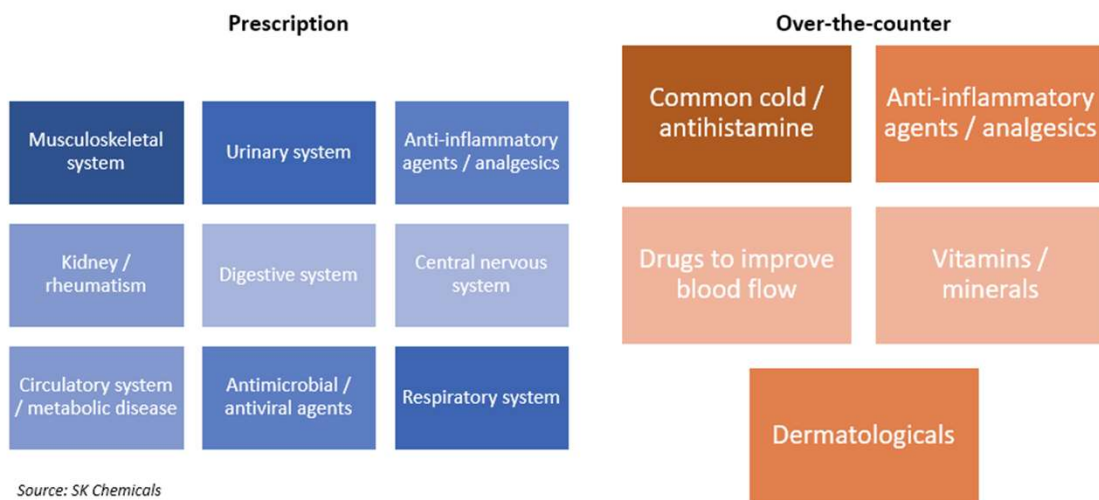 Prescription
Musculoskeletal
system
Urinary system
Anti-inflammatory
agents / analgesics
Kidney /
rheumatism
Digestive system
Central nervous
system
Circulatory system
/ metabolic disease
Antimicrobial /
antiviral agents
Respiratory system
Source: SK Chemicals
Over-the-counter
Common cold /
antihistamine
Anti-inflammatory
agents / analgesics
Drugs to improve
blood flow
Vitamins /
minerals
Dermatologicals